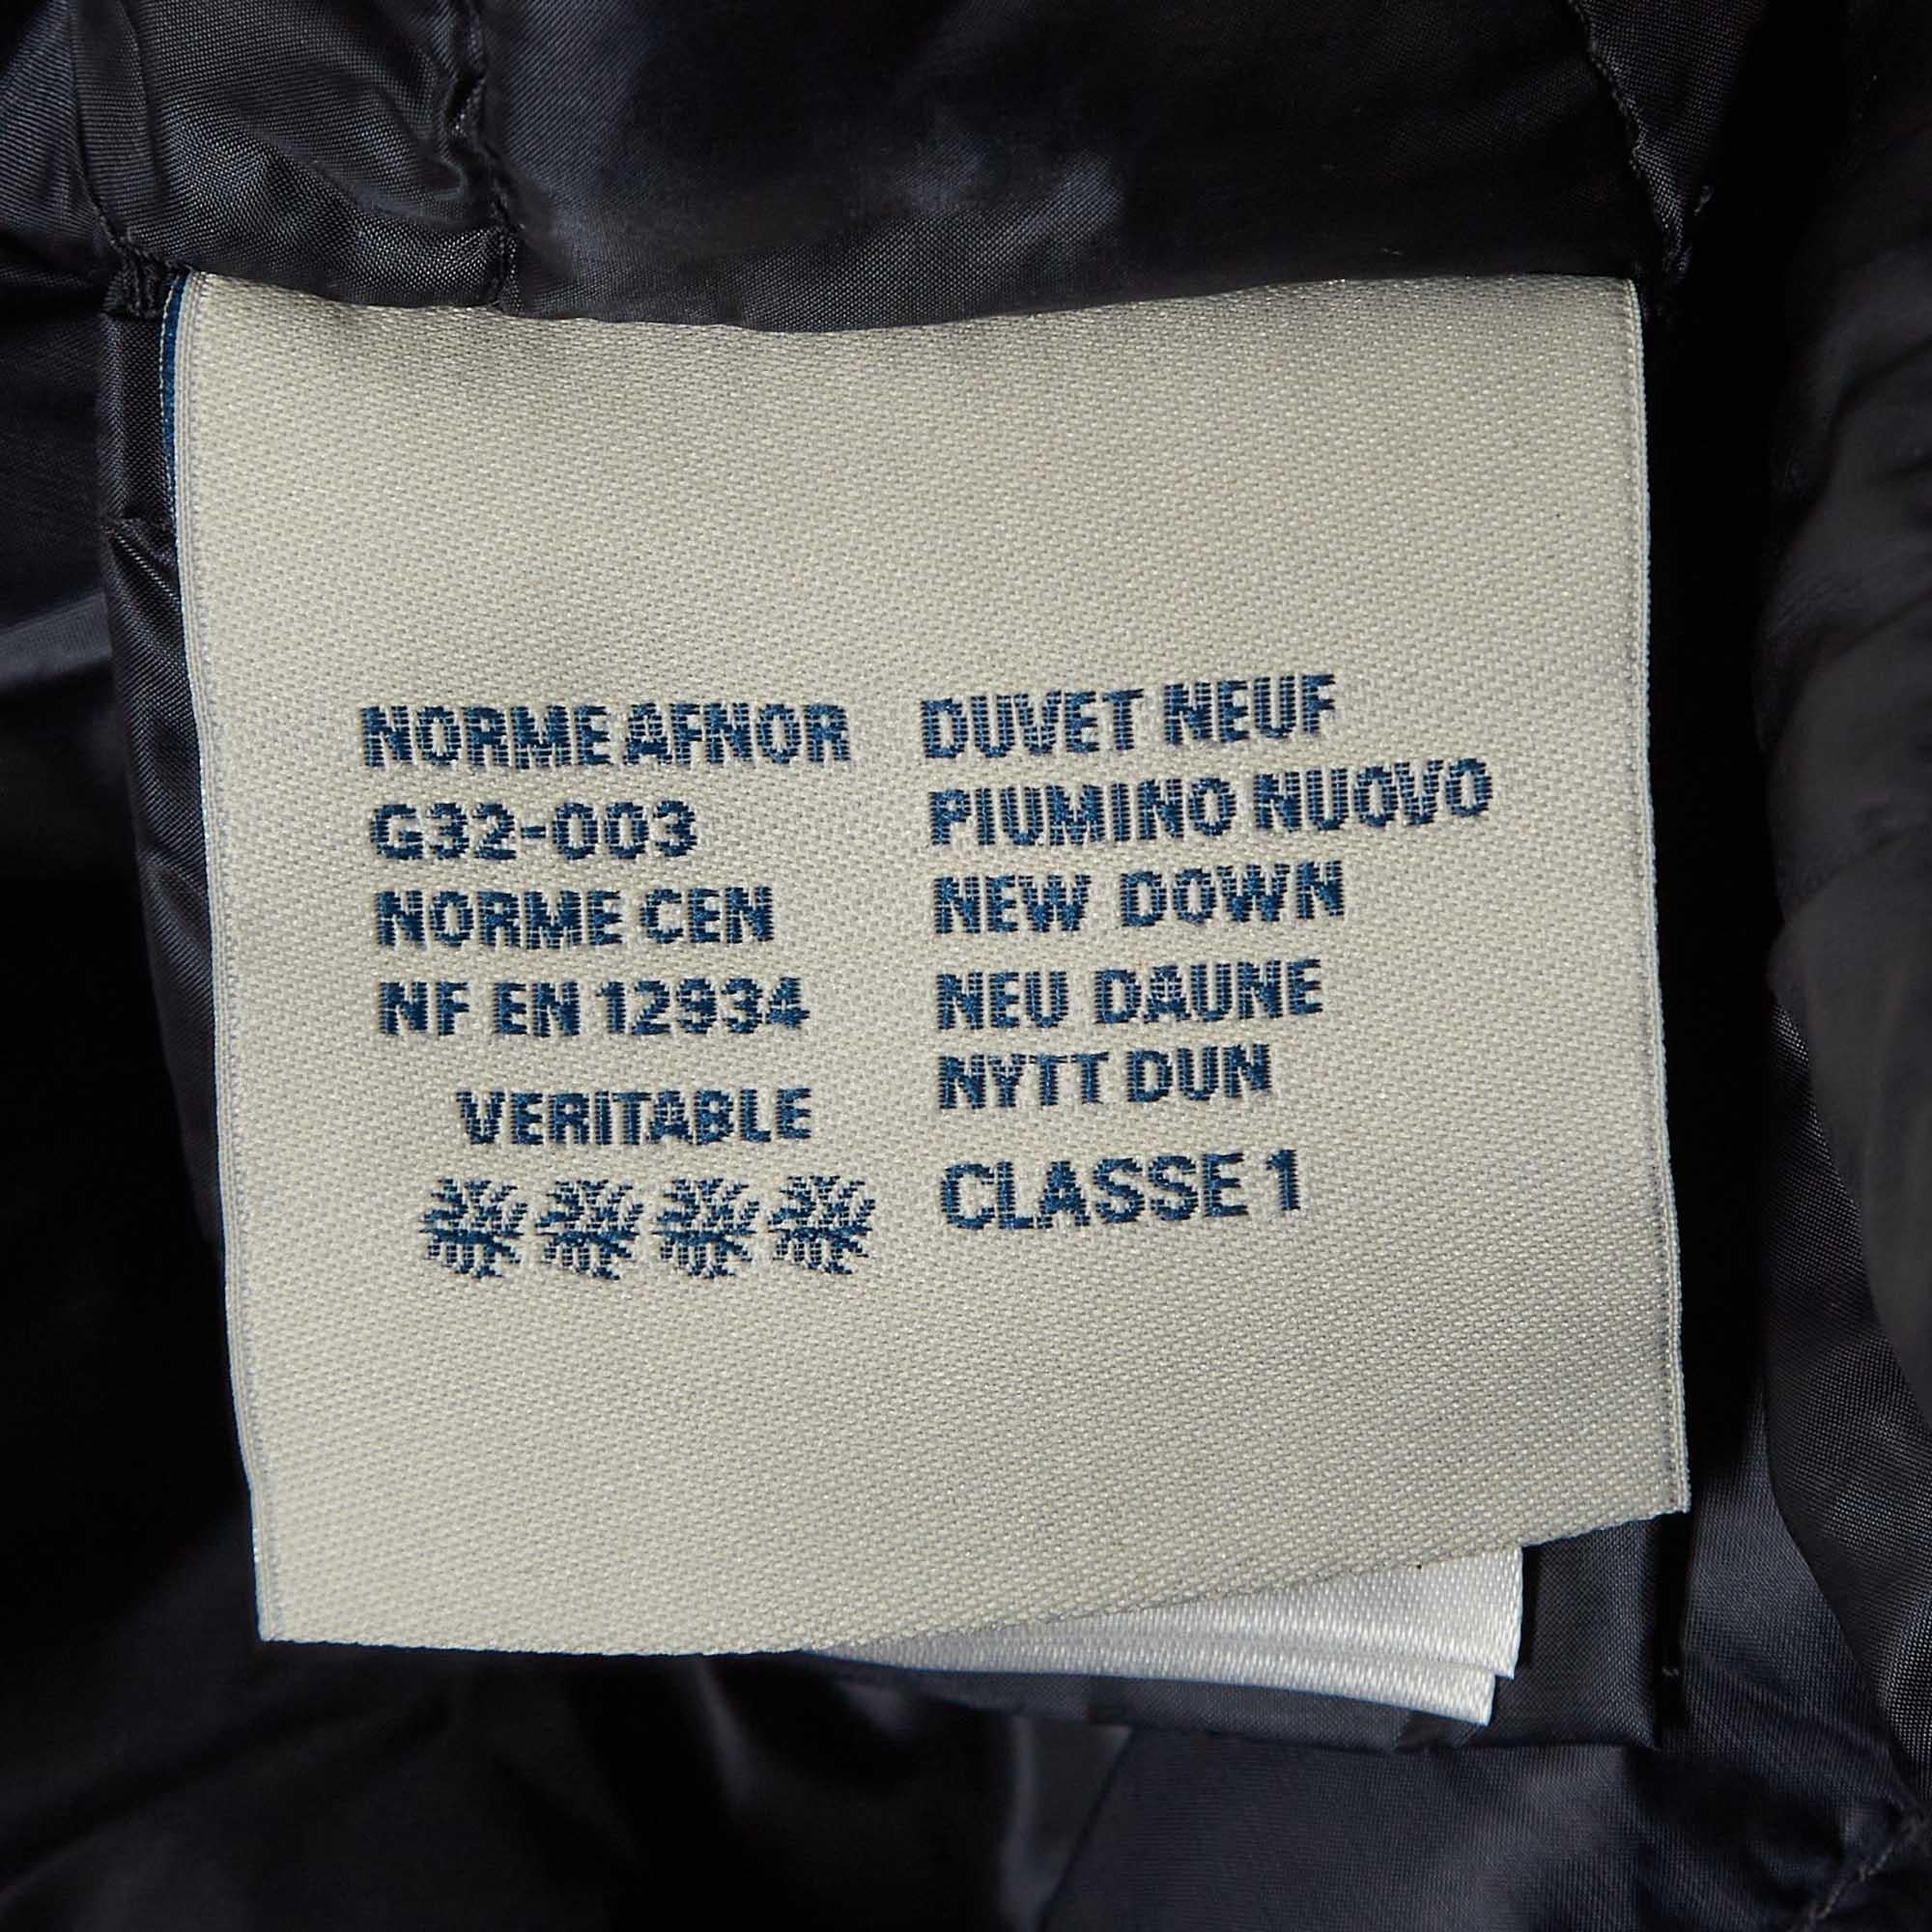 NORME AFNOR
G32-003
NORME CEN
NF EN 12934
VERITABLE
DUVET NEUF
PIUMINO NUOVO
NEW DOWN
NEU DAUNE
NYTT DUN
CLASSE 1